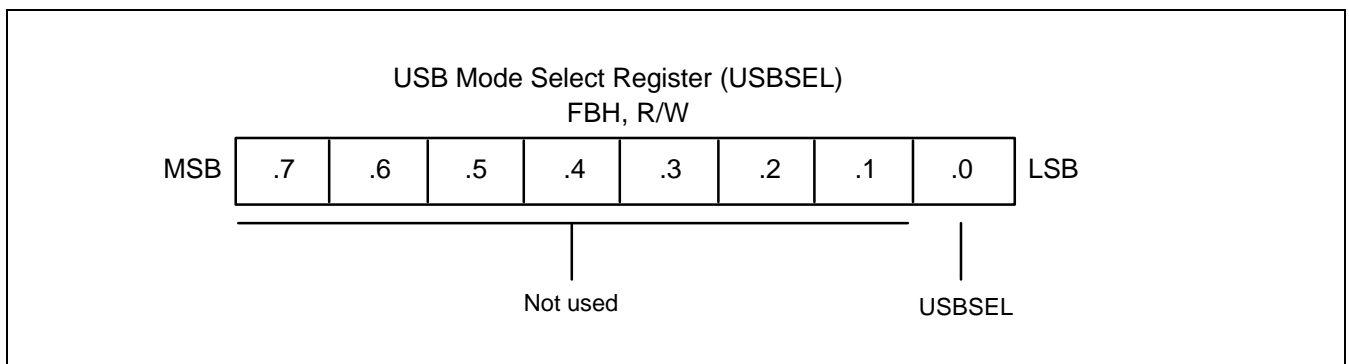 USB Mode Select Register (USBSEL)
FBH, R/W
MSB .7 .6 .5 .4 .3 .2 .1 .0 LSB
Not used USBSEL